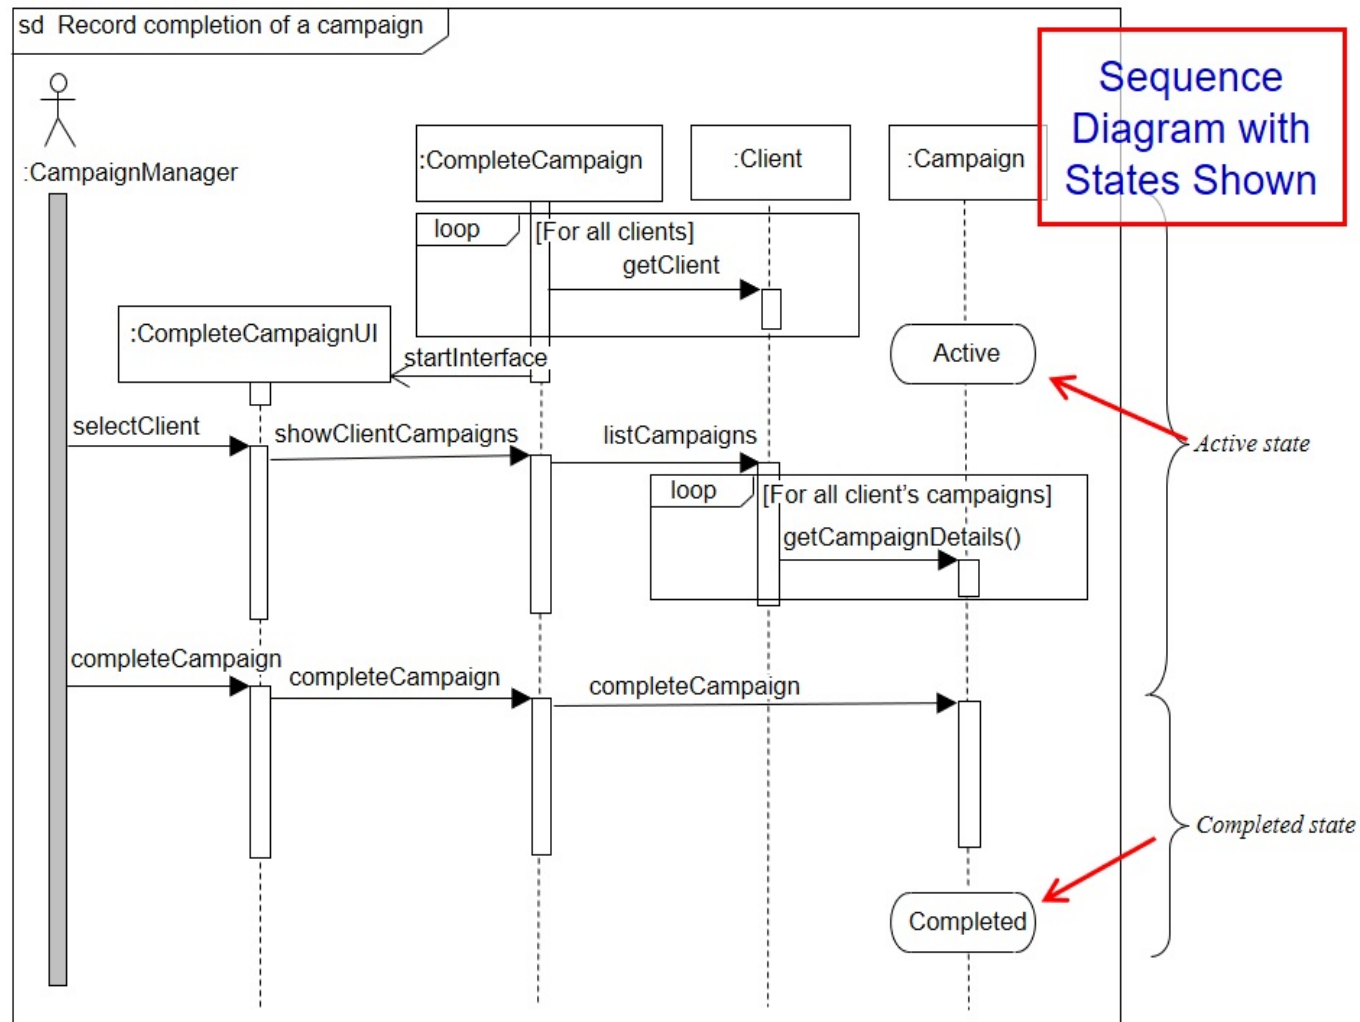 sd Record completion of a campaign
Sequence
Diagram with
States Shown
:CampaignManager
:CompleteCampaign
:Client
:Campaign
loop
[For all clients]
getClient
:CompleteCampaignUI
startInterface
Active
selectClient
showClientCampaigns
listCampaigns
Active state
loop
[For all client’s campaigns]
getCampaignDetails()
completeCampaign
completeCampaign
completeCampaign
Completed state
Completed